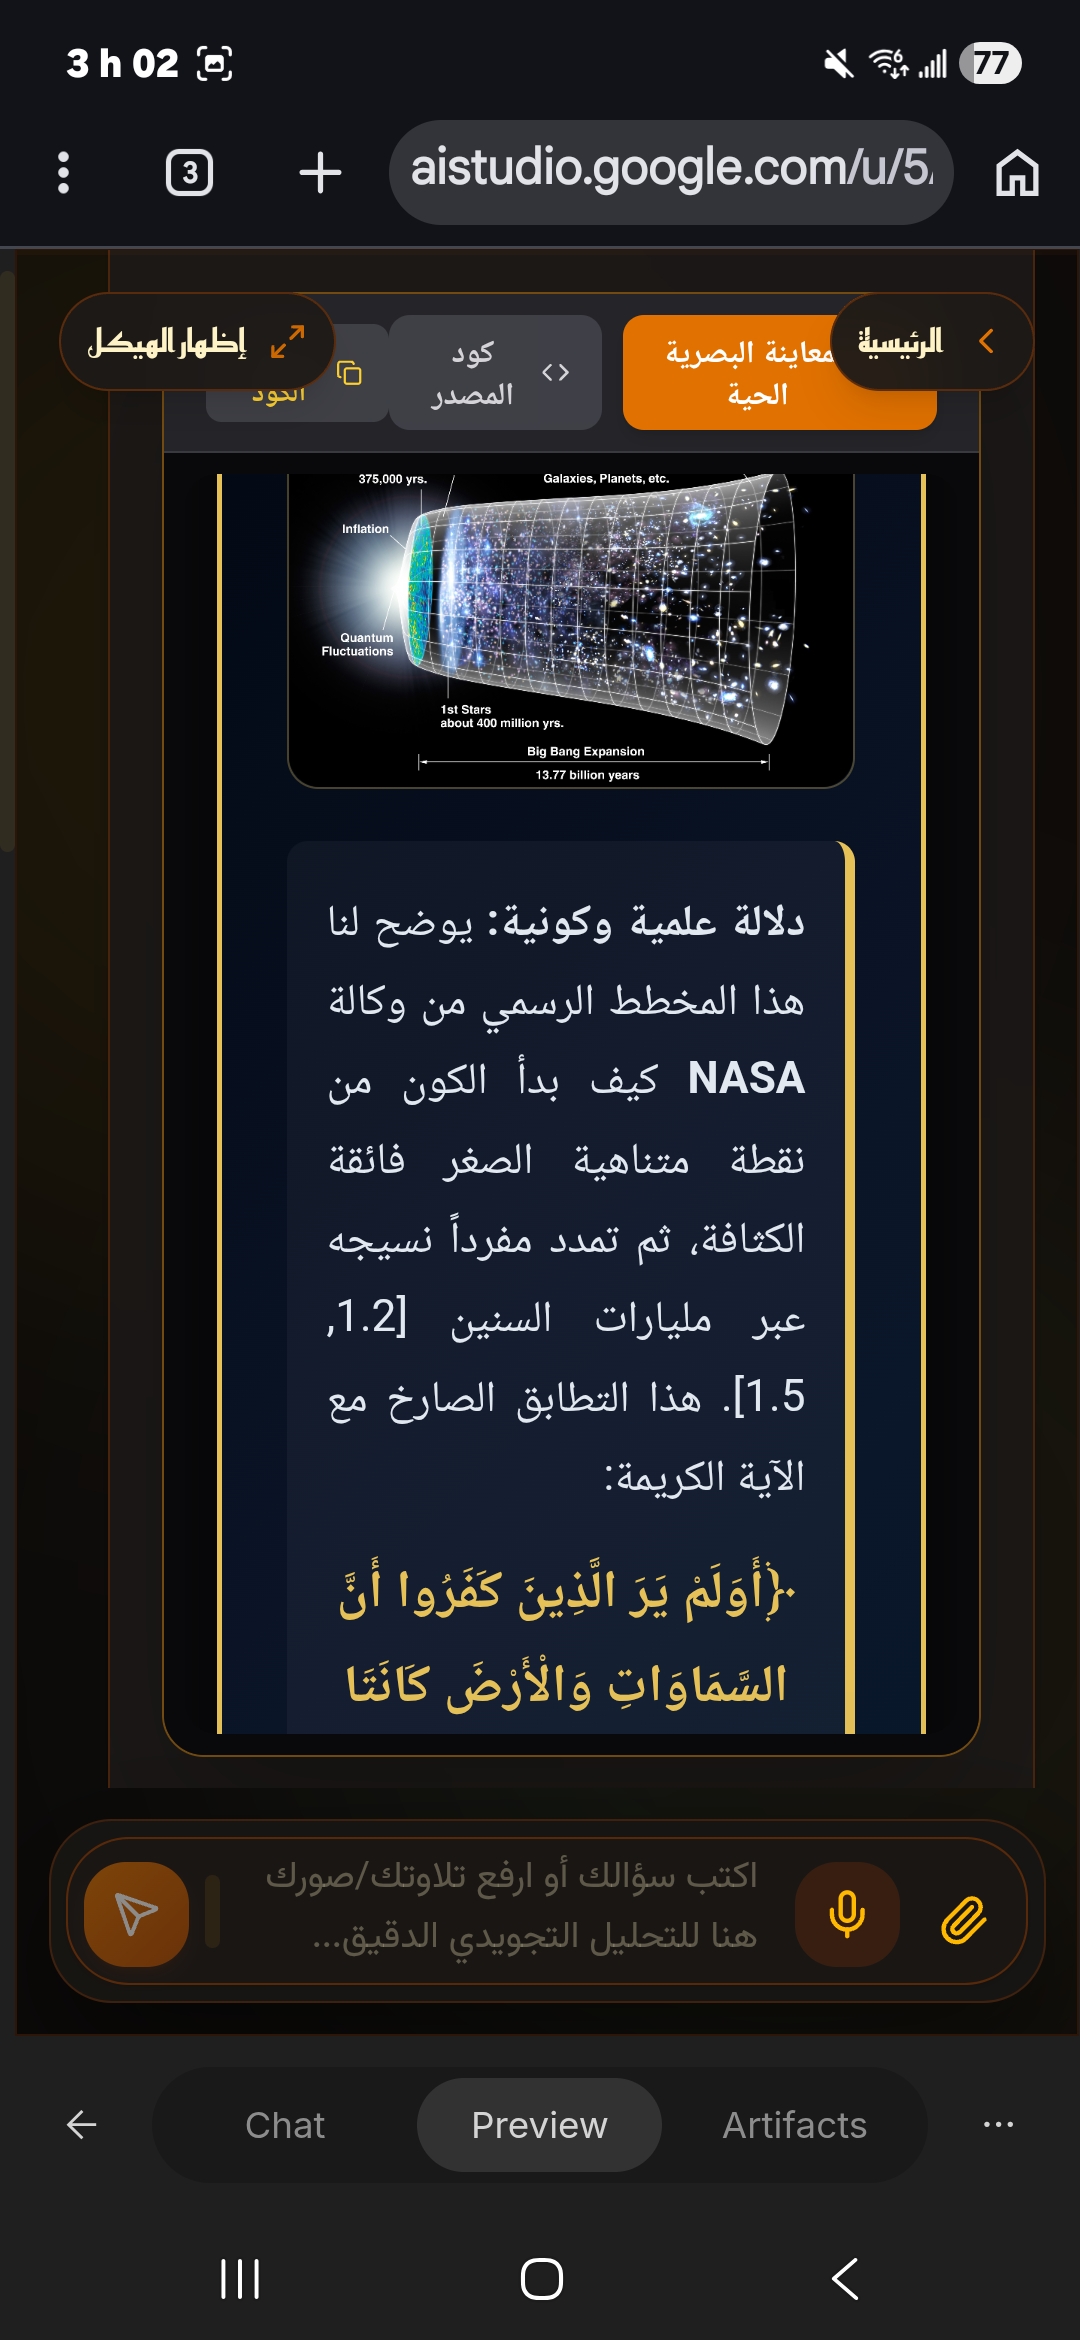 3 h 02
77
3
aistudio.google.com/u/5
الرئيسية
إظهار الهيكل
معاينة البصرية
الحية
كود
المصدر
الكود
375,000 yrs.
Galaxies, Planets, etc.
Inflation
Quantum
Fluctuations
1st Stars
about 400 million yrs.
Big Bang Expansion
13.77 billion years
دلالة علمية وكونية: يوضح لنا
هذا المخطط الرسمي من وكالة
NASA كيف بدأ الكون من
نقطة متناهية الصغر فائقة
الكثافة، ثم تمدد مفرداً نسيجه
عبر مليارات السنين [1.2,
1.5]. هذا التطابق الصارخ مع
الآية الكريمة:
﴿أَوَلَمْ يَرَ الَّذِينَ كَفَرُوا أَنَّ
السَّمَاوَاتِ وَالْأَرْضَ كَانَتَا
اكتب سؤالك أو ارفع تلاوتك/صورك
هنا للتحليل التجويدي الدقيق...
Chat
Preview
Artifacts